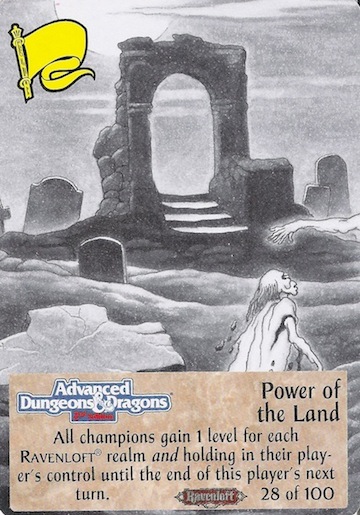 Advanced
Dungeons & Dragons
2nd Edition
Power of
the Land
All champions gain 1 level for each
RAVENLOFT® realm and holding in their play-
er's control until the end of this player's next
turn.
Ravenloft
28 of 100